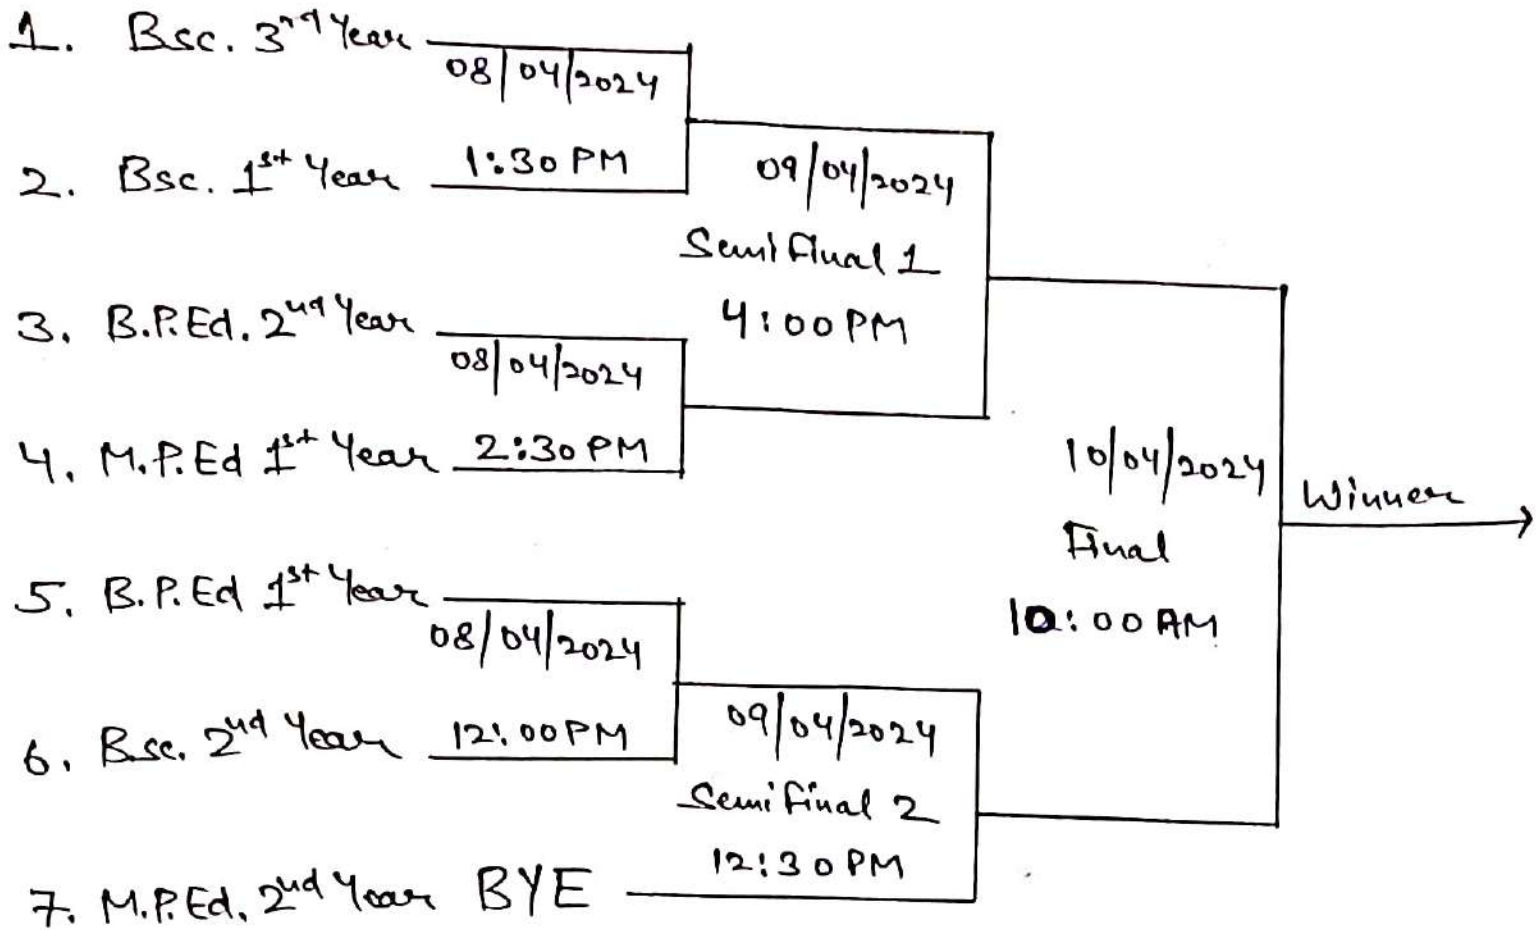 1. Bsc. 3rd Year
08/04/2024
2. Bsc. 1st Year 1:30 PM
09/04/2024
Semi Final 1
4:00 PM
3. B.P.Ed. 2nd Year
08/04/2024
4. M.P.Ed 1st Year 2:30 PM
10/04/2024
Final
10:00 AM
Winner
5. B.P.Ed 1st Year
08/04/2024
6. B.sc. 2nd Year 12:00 PM
09/04/2024
Semi Final 2
12:30 PM
7. M.P.Ed. 2nd Year BYE